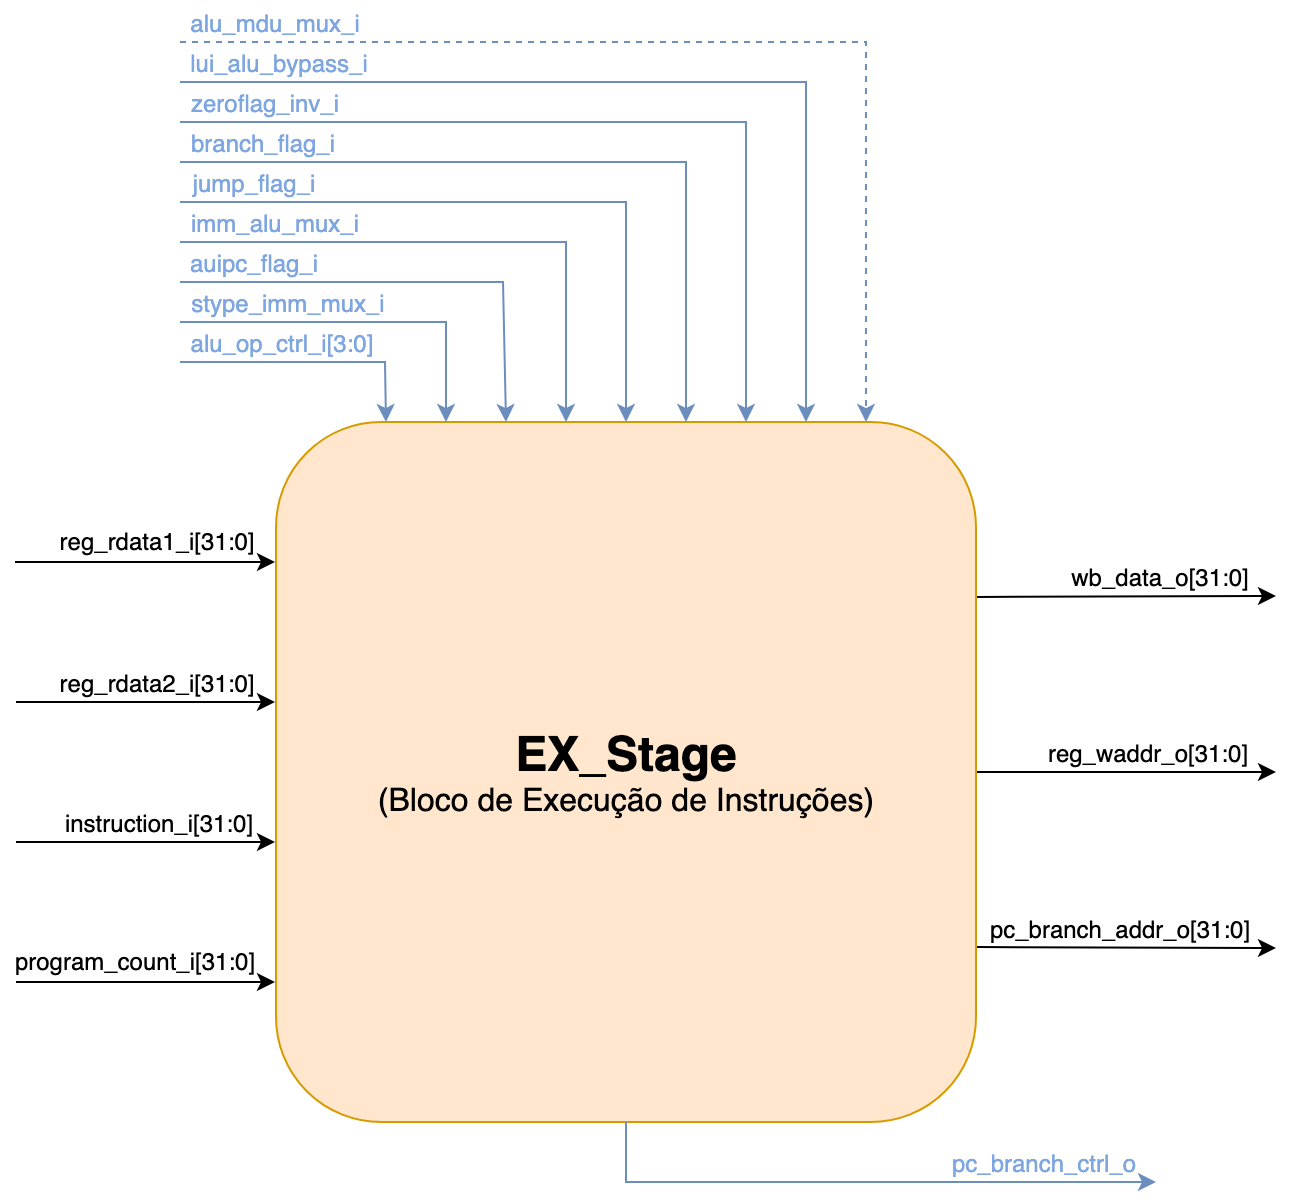 alu_mdu_mux_i
lui_alu_bypass_i
zeroflag_inv_i
branch_flag_i
jump_flag_i
imm_alu_mux_i
auipc_flag_i
stype_imm_mux_i
alu_op_ctrl_i[3:0]
reg_rdata1_i[31:0]
reg_rdata2_i[31:0]
instruction_i[31:0]
program_count_i[31:0]
EX_Stage
(Bloco de Execução de Instruções)
wb_data_o[31:0]
reg_waddr_o[31:0]
pc_branch_addr_o[31:0]
pc_branch_ctrl_o